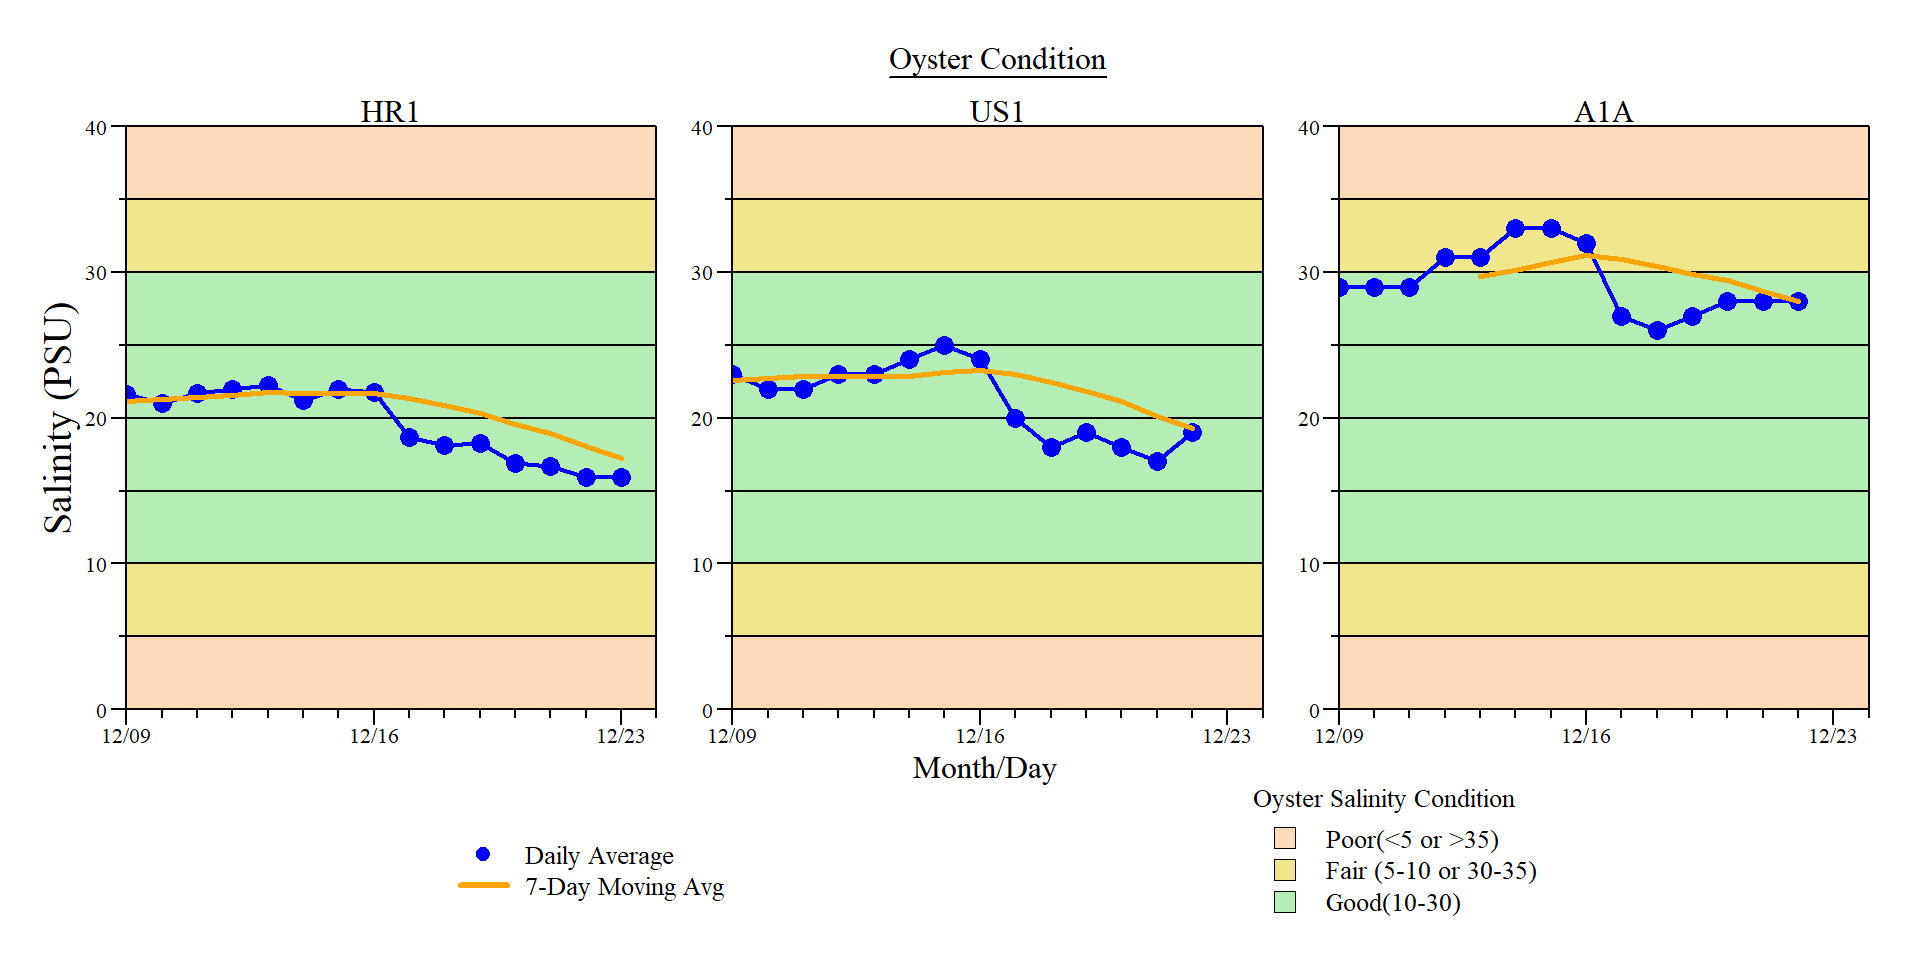 Oyster Condition
HR1
US1
A1A
Salinity (PSU)
40
30
20
10
0
12/09
12/16
12/23
40
30
20
10
0
12/09
12/16
12/23
40
30
20
10
0
12/09
12/16
12/23
Month/Day
Daily Average
7-Day Moving Avg
Oyster Salinity Condition
Poor(<5 or >35)
Fair (5-10 or 30-35)
Good(10-30)